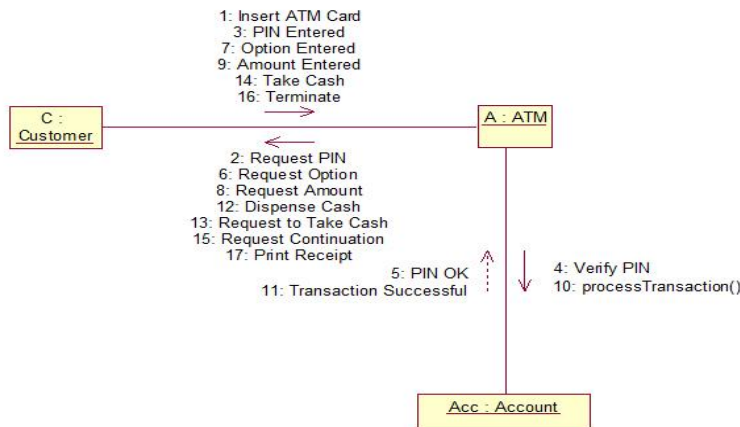 1: Insert ATM Card
3: PIN Entered
7: Option Entered
9: Amount Entered
14: Take Cash
16: Terminate
C :
Customer
A : ATM
2: Request PIN
6: Request Option
8: Request Amount
12: Dispense Cash
13: Request to Take Cash
15: Request Continuation
17: Print Receipt
5: PIN OK
11: Transaction Successful
4: Verify PIN
10: processTransaction()
Acc : Account